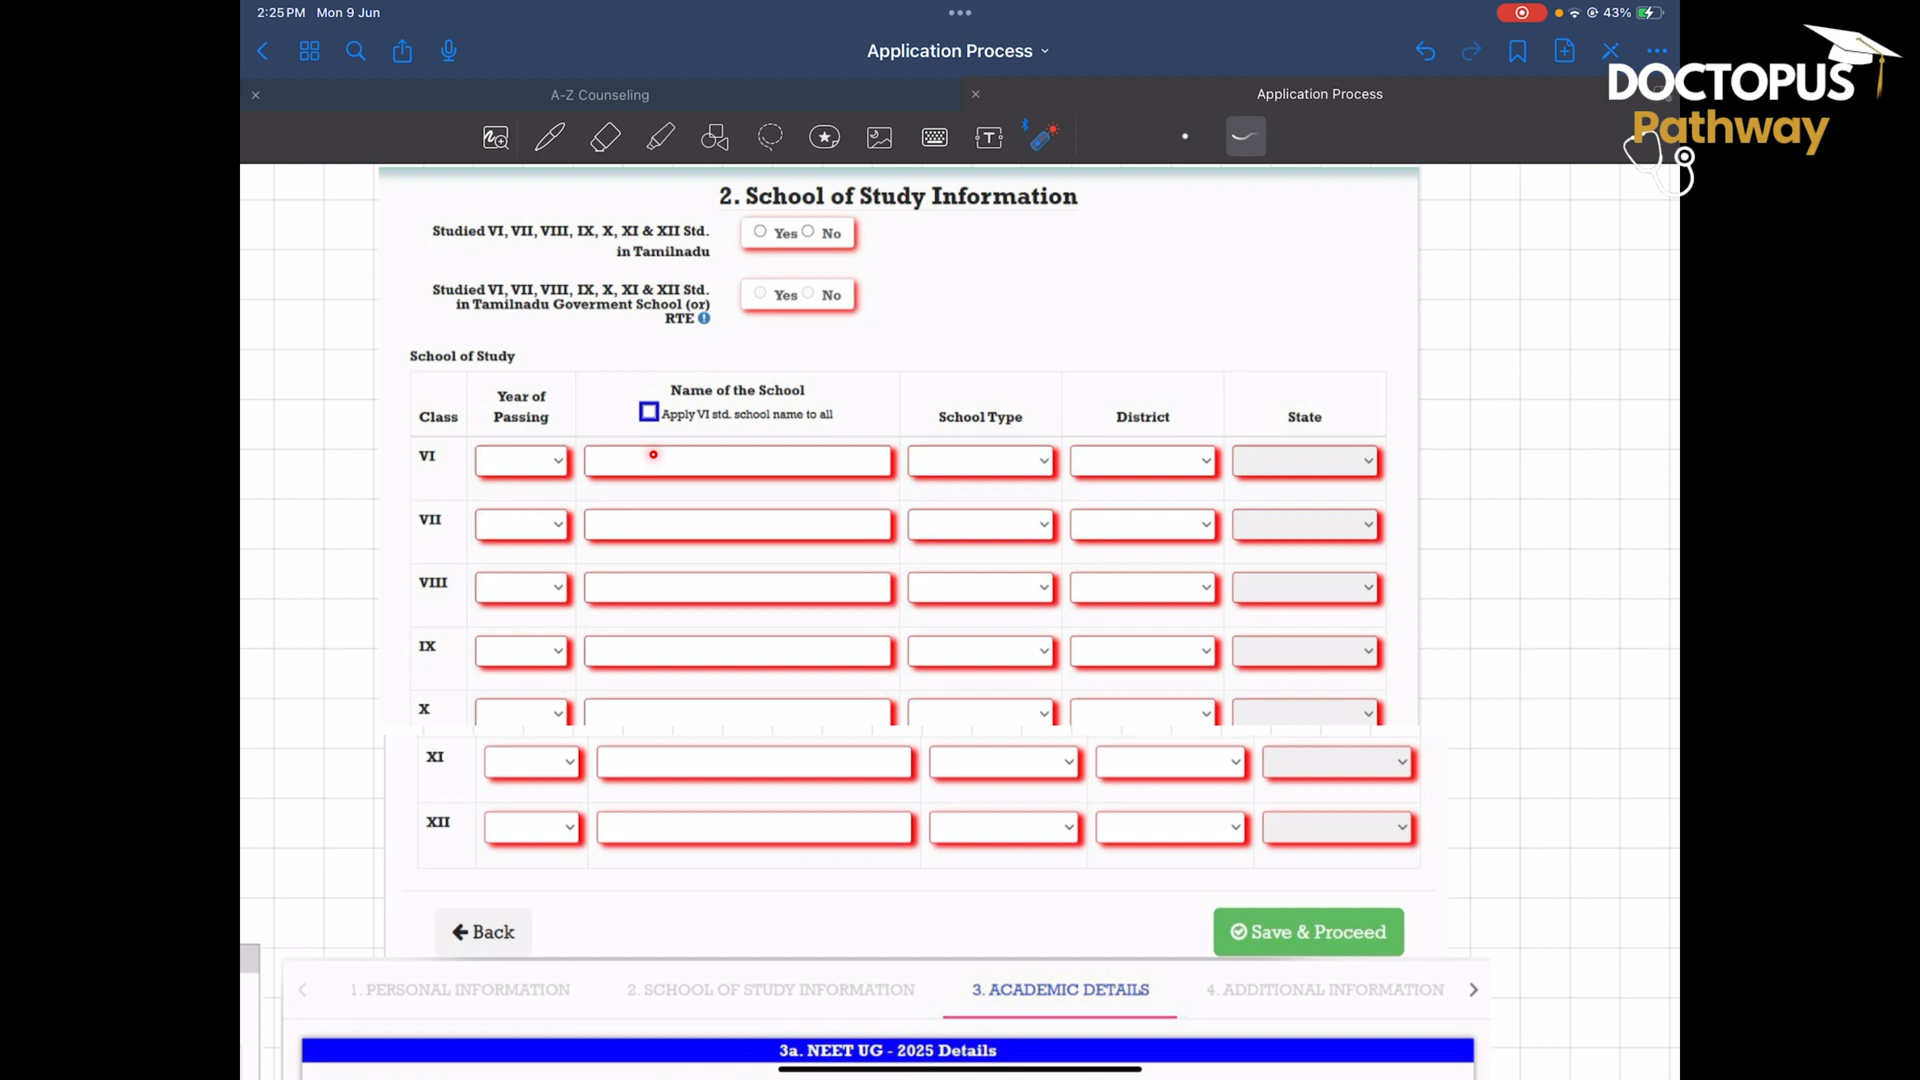 2:25 PM Mon 9 Jun
43%
Application Process
A-Z Counseling
Application Process
DOCTOPUS
Pathway
2. School of Study Information
Studied VI, VII, VIII, IX, X, XI & XII Std.
in Tamilnadu
Yes No
Studied VI, VII, VIII, IX, X, XI & XII Std.
in Tamilnadu Goverment School (or)
RTE
Yes No
School of Study
Class
Year of
Passing
Name of the School
Apply VI std. school name to all
School Type
District
State
VI
VII
VIII
IX
X
XI
XII
Back
Save & Proceed
1. PERSONAL INFORMATION
2. SCHOOL OF STUDY INFORMATION
3. ACADEMIC DETAILS
4. ADDITIONAL INFORMATION
3a. NEET UG - 2025 Details